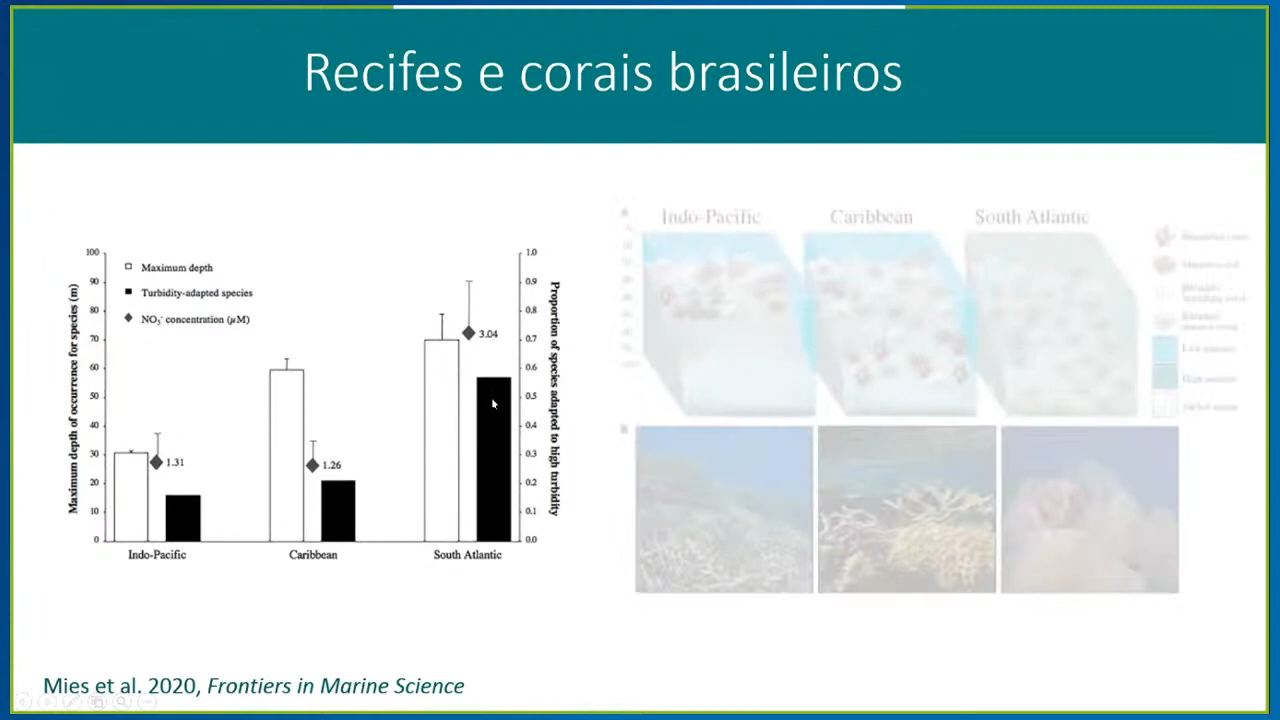 Recifes e corais brasileiros
Maximum depth of occurrence for species (m)
100
90
80
70
60
50
40
30
20
10
0
Maximum depth
Turbidity-adapted species
NO₃⁻ concentration (μM)
1.31
1.26
3.04
Indo-Pacific
Caribbean
South Atlantic
1.0
0.9
0.8
0.7
0.6
0.5
0.4
0.3
0.2
0.1
0.0
Proportion of species adapted to high turbidity
Indo-Pacific
Caribbean
South Atlantic
Mies et al. 2020, Frontiers in Marine Science